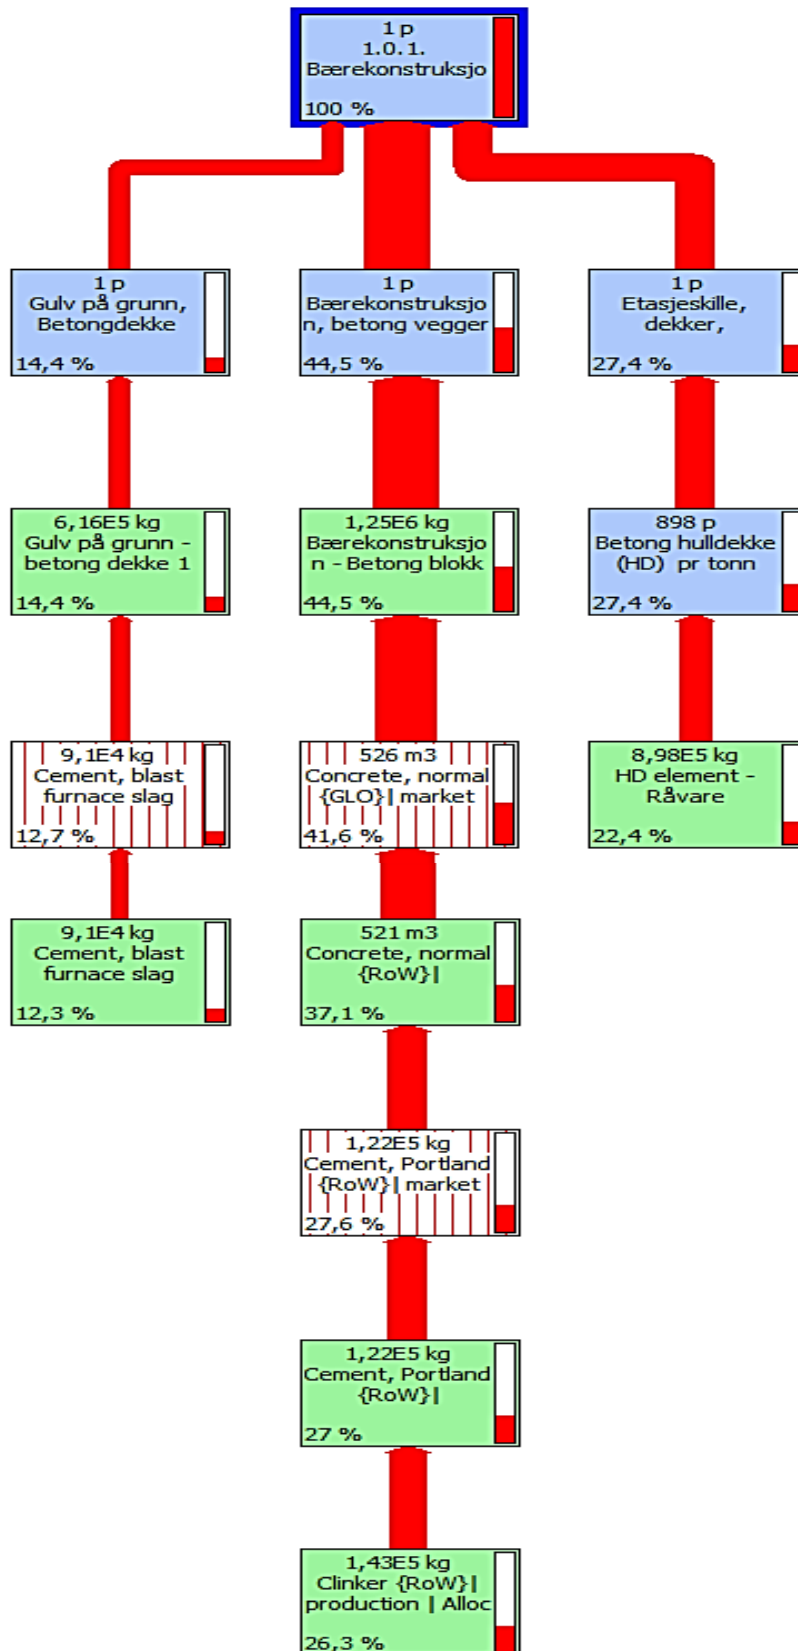 1 p
1.0.1.
Bærekonstruksjo
100 %
1 p
Gulv på grunn,
Betongdekke
14,4 %
1 p
Bærekonstruksjo
n, betong vegger
44,5 %
1 p
Etasjeskille,
dekker,
27,4 %
6,16E5 kg
Gulv på grunn -
betong dekke 1
14,4 %
1,25E6 kg
Bærekonstruksjo
n - Betong blokk
44,5 %
898 p
Betong hulldekke
(HD) pr tonn
27,4 %
9,1E4 kg
Cement, blast
furnace slag
12,7 %
526 m3
Concrete, normal
{GLO}| market
41,6 %
8,98E5 kg
HD element -
Råvare
22,4 %
9,1E4 kg
Cement, blast
furnace slag
12,3 %
521 m3
Concrete, normal
{RoW}|
37,1 %
1,22E5 kg
Cement, Portland
{RoW}| market
27,6 %
1,22E5 kg
Cement, Portland
{RoW}|
27 %
1,43E5 kg
Clinker {RoW}|
production | Alloc
26,3 %